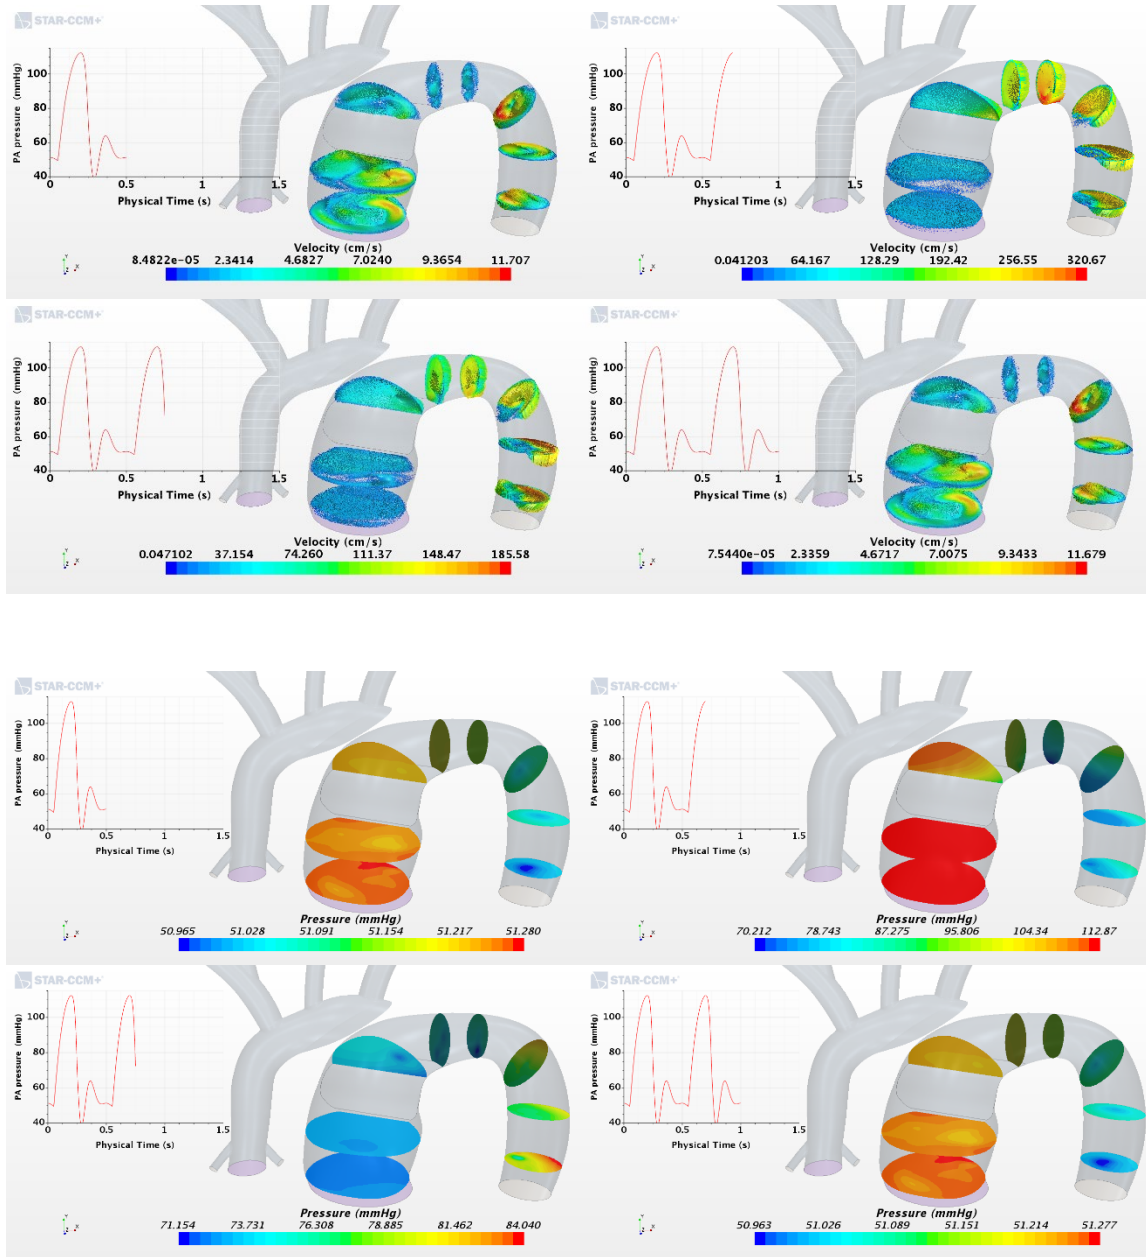 STAR-CCM+
PA pressure (mmHg)
100
80
60
40
0 0.5 1 1.5
Physical Time (s)
Velocity (cm/s)
8.4822e-05 2.3414 4.6827 7.0240 9.3654 11.707
STAR-CCM+
PA pressure (mmHg)
100
80
60
40
0 0.5 1 1.5
Physical Time (s)
Velocity (cm/s)
0.041203 64.167 128.29 192.42 256.55 320.67
STAR-CCM+
PA pressure (mmHg)
100
80
60
40
0 0.5 1 1.5
Physical Time (s)
Velocity (cm/s)
0.047102 37.154 74.260 111.37 148.47 185.58
STAR-CCM+
PA pressure (mmHg)
100
80
60
40
0 0.5 1 1.5
Physical Time (s)
Velocity (cm/s)
7.5440e-05 2.3359 4.6717 7.0075 9.3433 11.679
STAR-CCM+
PA pressure (mmHg)
100
80
60
40
0 0.5 1 1.5
Physical Time (s)
Pressure (mmHg)
50.965 51.028 51.091 51.154 51.217 51.280
STAR-CCM+
PA pressure (mmHg)
100
80
60
40
0 0.5 1 1.5
Physical Time (s)
Pressure (mmHg)
70.212 78.743 87.275 95.806 104.34 112.87
STAR-CCM+
PA pressure (mmHg)
100
80
60
40
0 0.5 1 1.5
Physical Time (s)
Pressure (mmHg)
71.154 73.731 76.308 78.885 81.462 84.040
STAR-CCM+
PA pressure (mmHg)
100
80
60
40
0 0.5 1 1.5
Physical Time (s)
Pressure (mmHg)
50.963 51.026 51.089 51.151 51.214 51.277